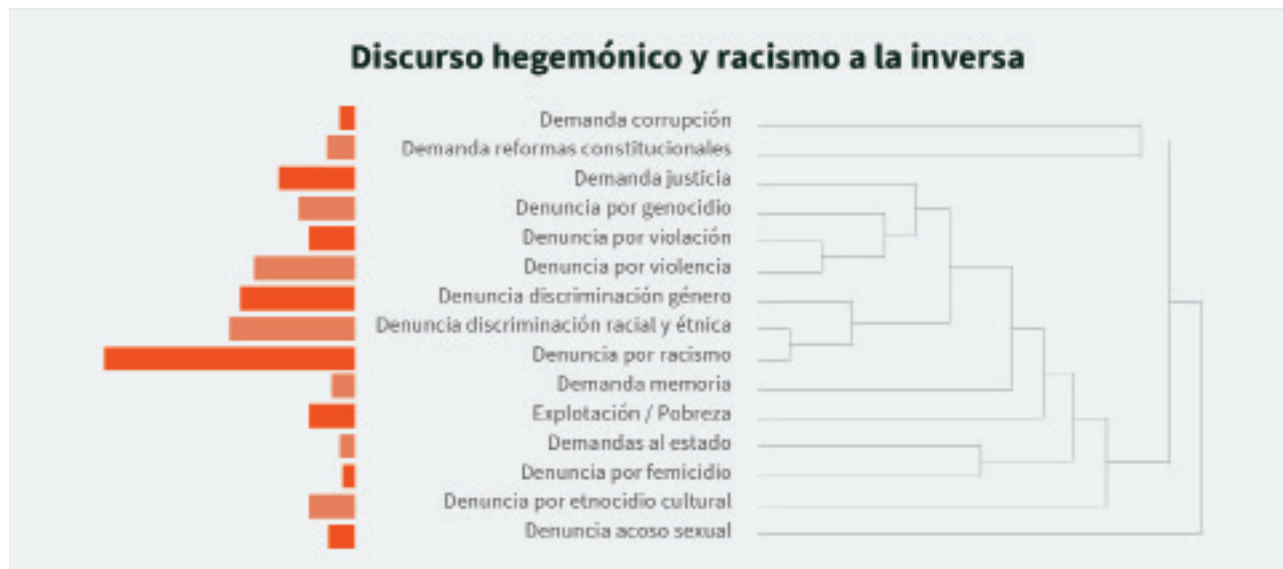 Discurso hegemónico y racismo a la inversa
Demanda corrupción
Demanda reformas constitucionales
Demanda justicia
Denuncia por genocidio
Denuncia por violación
Denuncia por violencia
Denuncia discriminación género
Denuncia discriminación racial y étnica
Denuncia por racismo
Demanda memoria
Explotación / Pobreza
Demandas al estado
Denuncia por femicidio
Denuncia por etnocidio cultural
Denuncia acoso sexual